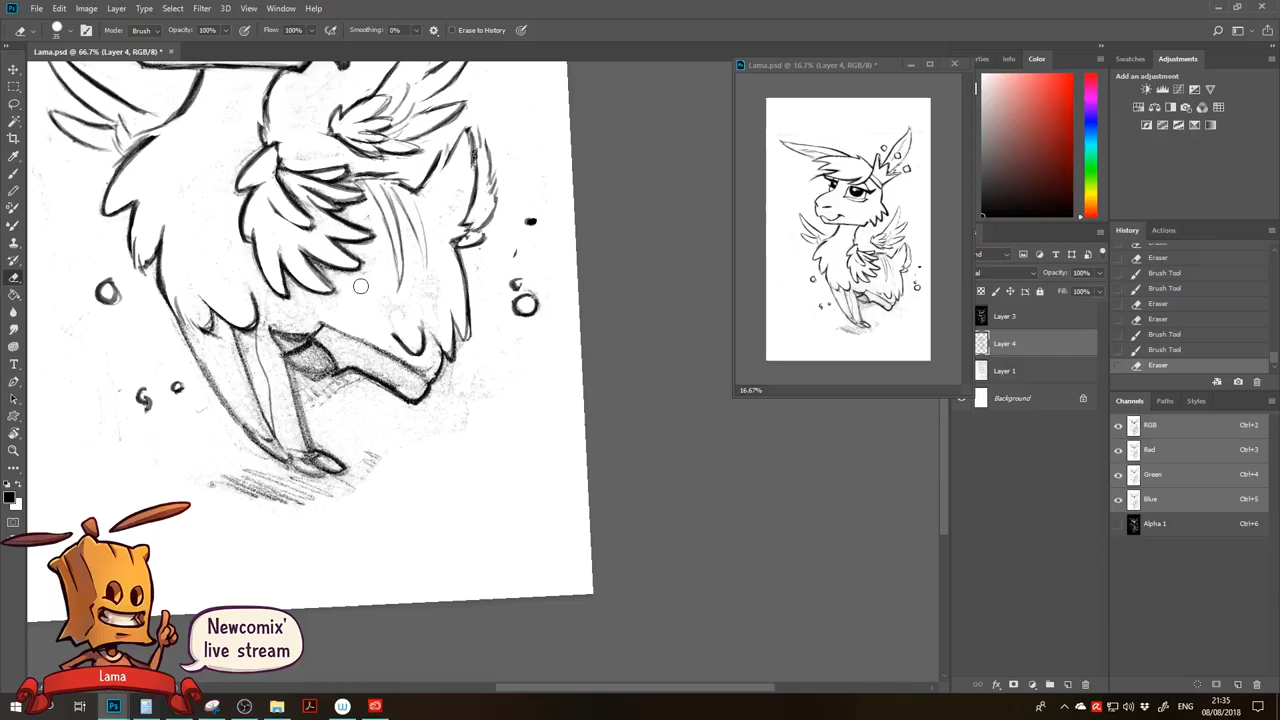 Ps File Edit Image Layer Type Select Filter 3D View Window Help
35 Mode: Brush Opacity: 100% Flow: 100% Smoothing: 0% Erase to History
Lama.psd @ 66.7% (Layer 4, RGB/8) * ×
Lama.psd @ 16.7% (Layer 4, RGB/8) *
16.67%
Info Color
Adjustments
Add an adjustment
History Actions
Eraser
Eraser
Brush Tool
Brush Tool
Eraser
Eraser
Brush Tool
Brush Tool
Eraser
Opacity: 100%
Fill: 100%
Layer 3
Layer 4
Layer 1
Background
Channels Paths Styles
RGB Ctrl+2
Red Ctrl+3
Green Ctrl+4
Blue Ctrl+5
Alpha 1 Ctrl+6
Newcomix'
live stream
Lama
21:35
08/08/2018